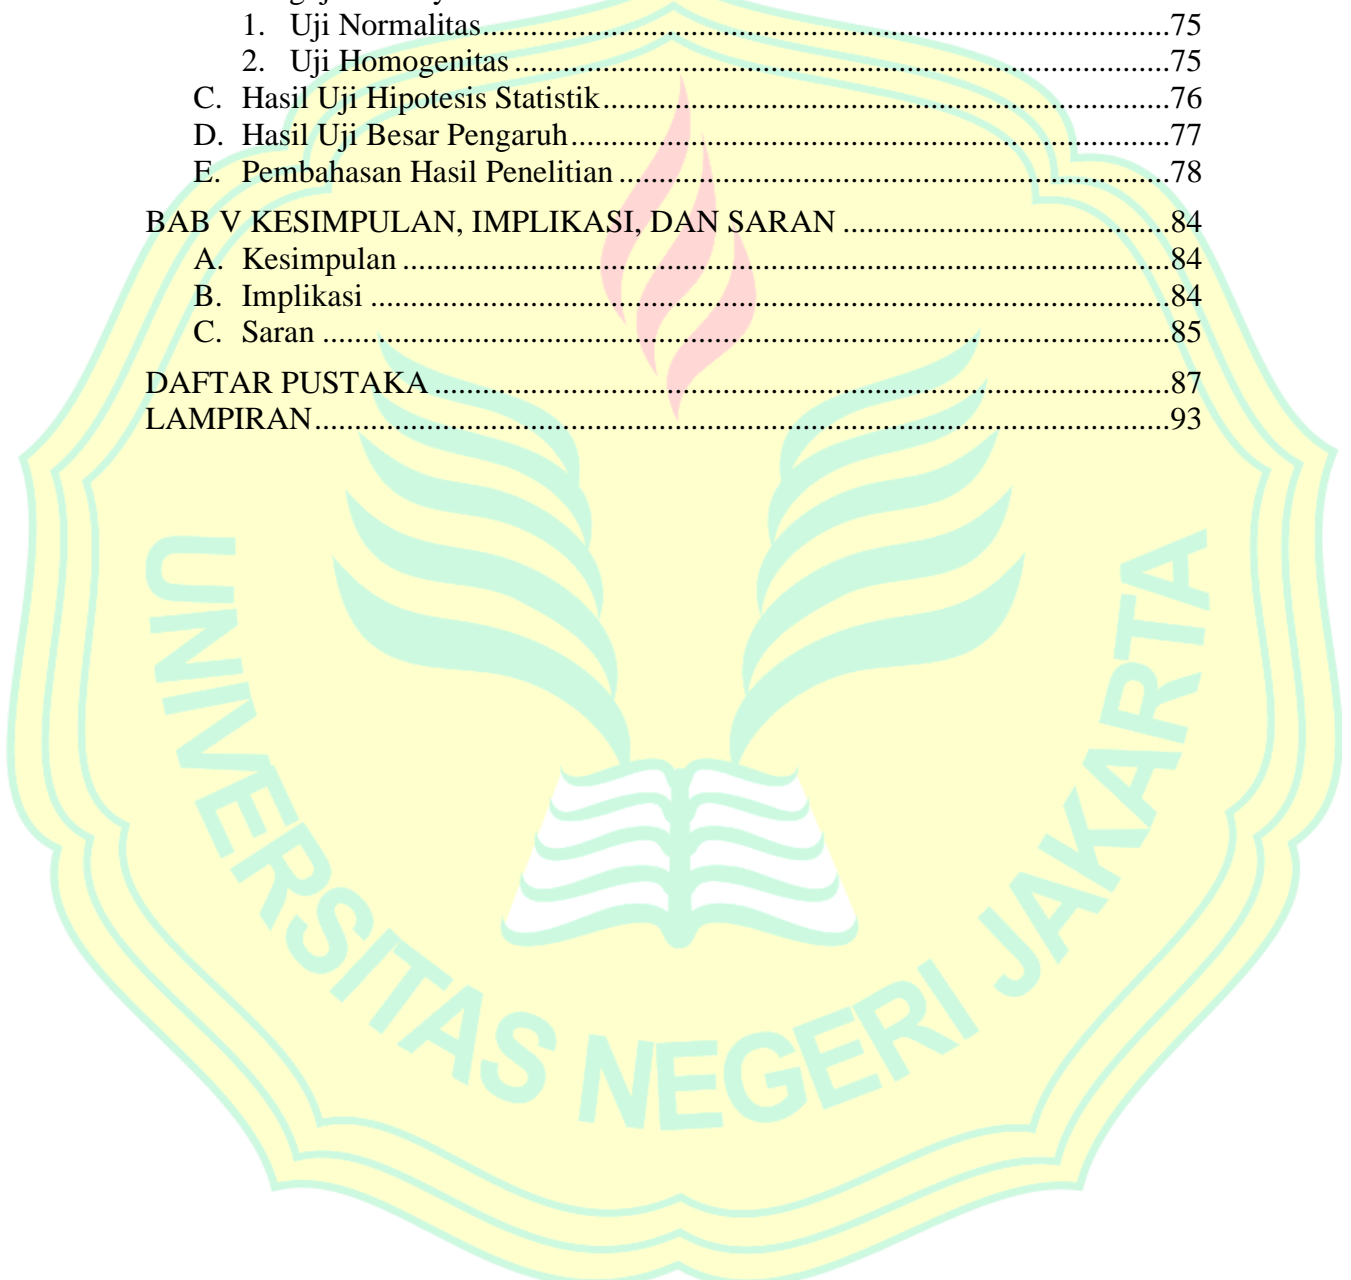 1. Uji Normalitas....................................................................................75
2. Uji Homogenitas................................................................................75
C. Hasil Uji Hipotesis Statistik......................................................................76
D. Hasil Uji Besar Pengaruh..........................................................................77
E. Pembahasan Hasil Penelitian....................................................................78
BAB V KESIMPULAN, IMPLIKASI, DAN SARAN..........................................84
A. Kesimpulan...............................................................................................84
B. Implikasi...................................................................................................84
C. Saran.........................................................................................................85
DAFTAR PUSTAKA...........................................................................................87
LAMPIRAN.........................................................................................................93
UNIVERSITAS NEGERI JAKARTA